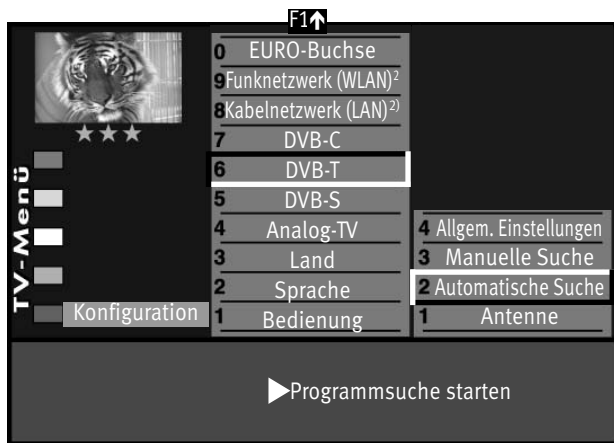 F1↑
0 EURO-Buchse
9 Funknetzwerk (WLAN)²
8 Kabelnetzwerk (LAN)²⁾
7 DVB-C
6 DVB-T
5 DVB-S
4 Analog-TV
3 Land
2 Sprache
1 Bedienung
4 Allgem. Einstellungen
3 Manuelle Suche
2 Automatische Suche
1 Antenne
TV-Menü
Konfiguration
▶Programmsuche starten